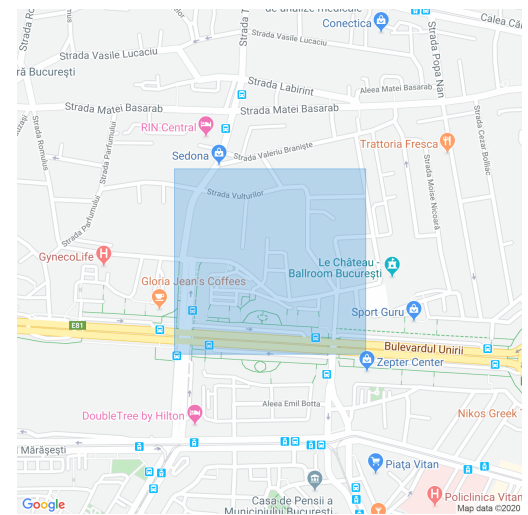 de analize medicale
Conectica
Calea Că
Strada Vasile Lucaciu
Strada Vasile Lucaciu
Strada Popa Nan
ră București
Strada Labirint
Aleea Matei Basarab
Strada Matei Basarab
Strada Matei Basarab
RIN Central
Trattoria Fresca
Strada Cezar Boliac
Strada Romulus
Strada Parfumului
Sedona
Strada Valeriu Braniște
Strada Moise Nicoară
Strada Vulturilor
Strada Parfumului
GynecoLife
Le Château -
Ballroom București
Gloria Jean's Coffees
Sport Guru
E81
Bulevardul Unirii
Zepter Center
Aleea Emil Botta
DoubleTree by Hilton
Nikos Greek
Mărășești
Piața Vitan
Casa de Pensii a
Municipiului București
Policlinica Vitan
Google
Map data ©2020